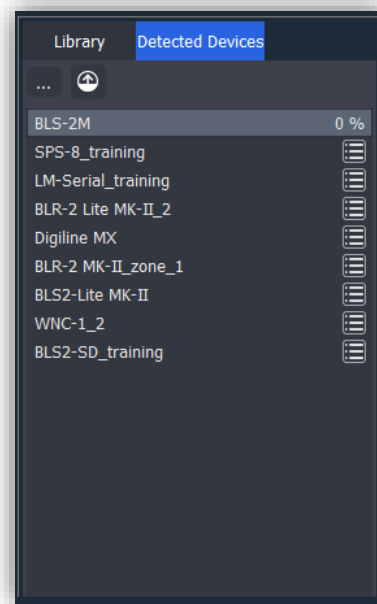 Library Detected Devices
...
BLS-2M 0 %
SPS-8_training
LM-Serial_training
BLR-2 Lite MK-II_2
Digiline MX
BLR-2 MK-II_zone_1
BLS2-Lite MK-II
WNC-1_2
BLS2-SD_training